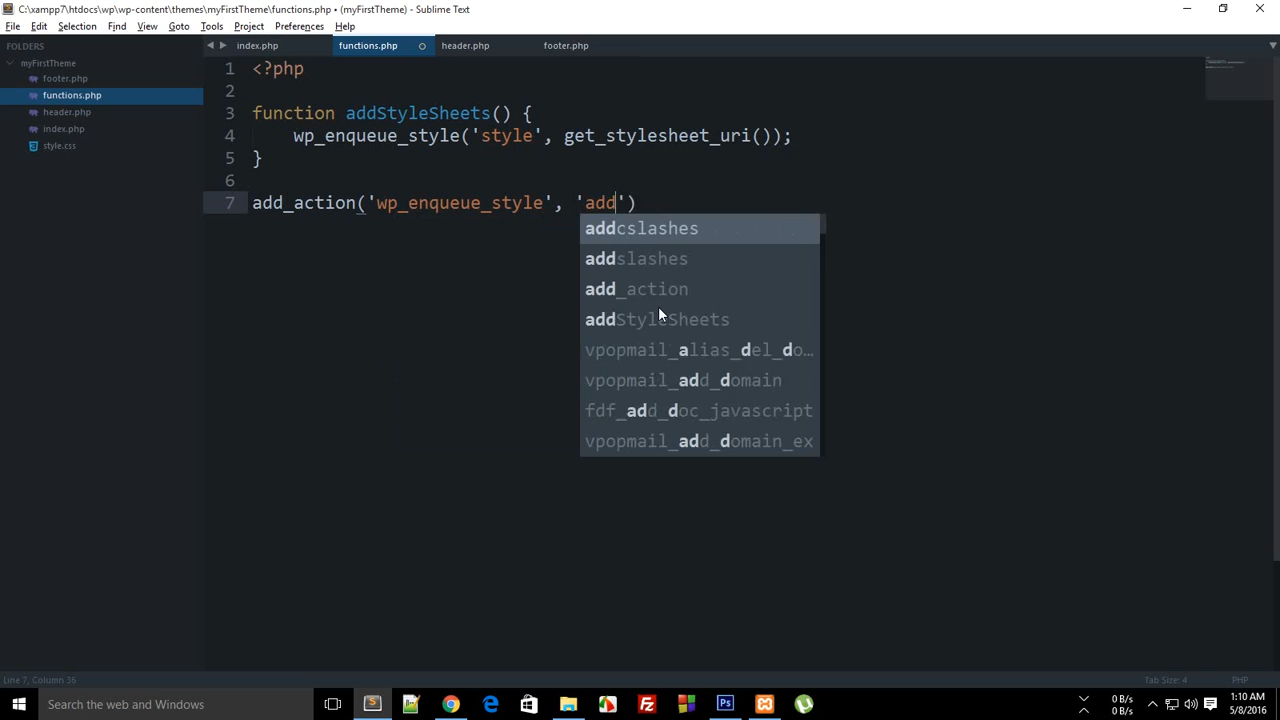 C:\xampp7\htdocs\wp\wp-content\themes\myFirstTheme\functions.php • (myFirstTheme) - Sublime Text
File Edit Selection Find View Goto Tools Project Preferences Help
FOLDERS
myFirstTheme
footer.php
functions.php
header.php
index.php
style.css
index.php functions.php header.php footer.php
1 <?php
2
3 function addStyleSheets() {
4 wp_enqueue_style('style', get_stylesheet_uri());
5 }
6
7 add_action('wp_enqueue_style', 'add')
addcslashes
addslashes
add_action
addStyleSheets
vpopmail_alias_del_do…
vpopmail_add_domain
fdf_add_doc_javascript
vpopmail_add_domain_ex
Line 7, Column 36 Tab Size: 4 PHP
Search the web and Windows
0 B/s
0 B/s
1:10 AM
5/8/2016